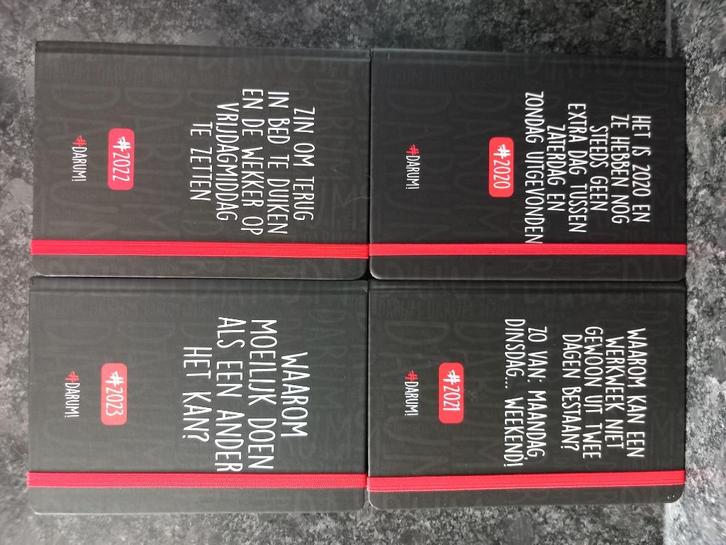 HET IS 2020 EN
ZE HEBBEN NOG
STEEDS GEEN
EXTRA DAG TUSSEN
ZATERDAG EN
ZONDAG UITGEVONDEN
#2020
#DARUM!
WAAROM KAN EEN
WERKWEEK NIET
GEWOON UIT TWEE
DAGEN BESTAAN?
ZO VAN: MAANDAG,
DINSDAG... WEEKEND!
#2021
#DARUM!
ZIN OM TERUG
IN BED TE DUIKEN
EN DE WEKKER OP
VRIJDAGMIDDAG
TE ZETTEN
#2022
#DARUM!
WAAROM
MOEILIJK DOEN
ALS EEN ANDER
HET KAN?
#2023
#DARUM!